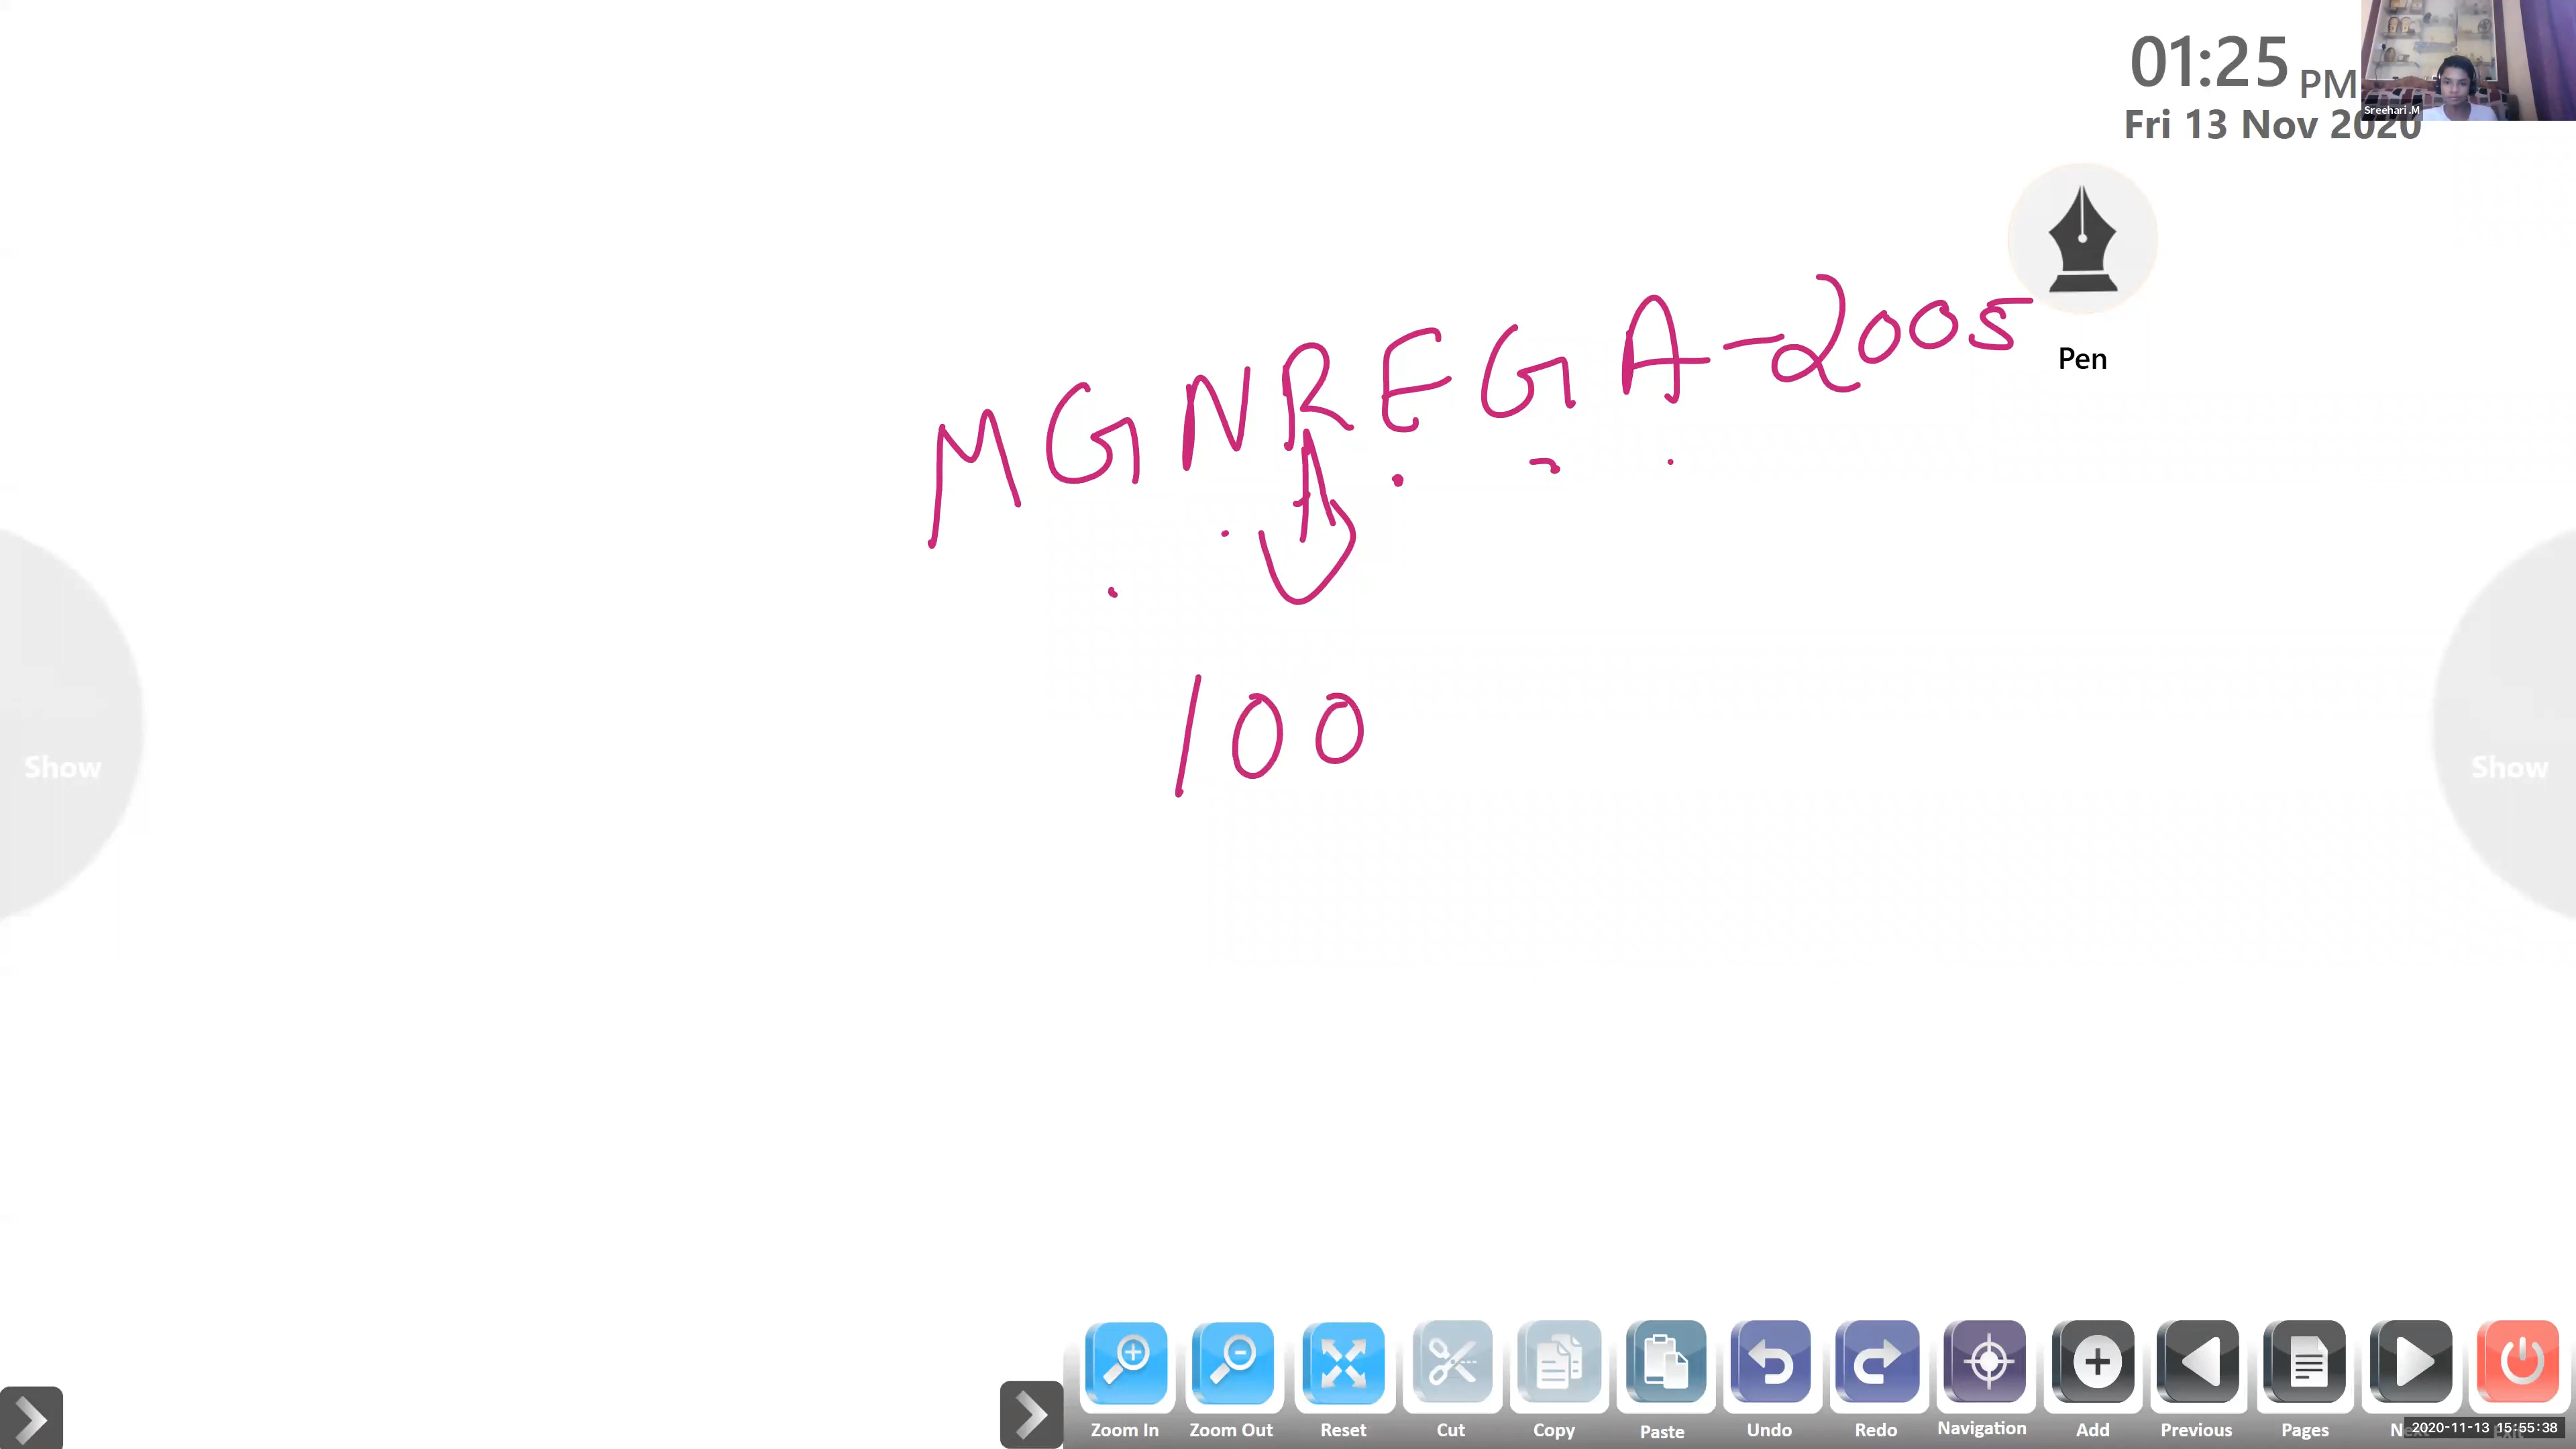 01:25 PM
Sreehari .M
Fri 13 Nov 2020
MGNREGA-2005
Pen
100
Show
Show
Zoom In
Zoom Out
Reset
Cut
Copy
Paste
Undo
Redo
Navigation
Add
Previous
Pages
2020-11-13 15:55:38